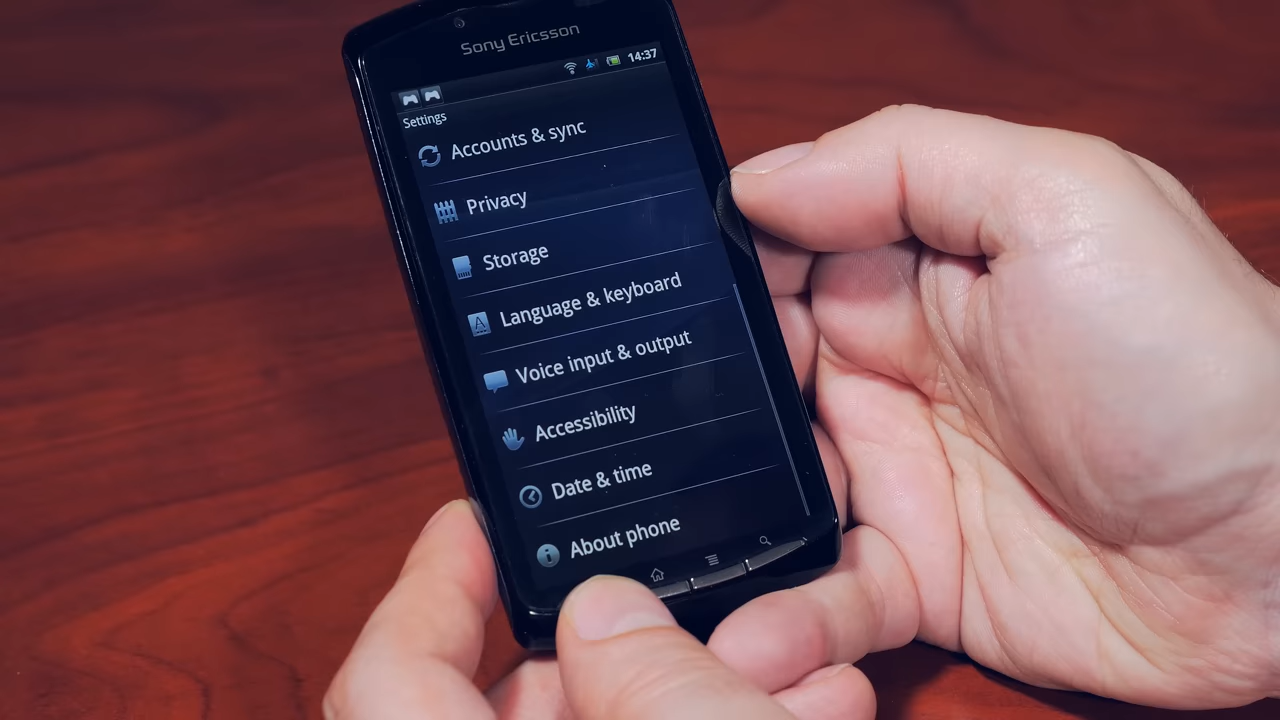 Sony Ericsson
14:37
Settings
Accounts & sync
Privacy
Storage
Language & keyboard
Voice input & output
Accessibility
Date & time
About phone